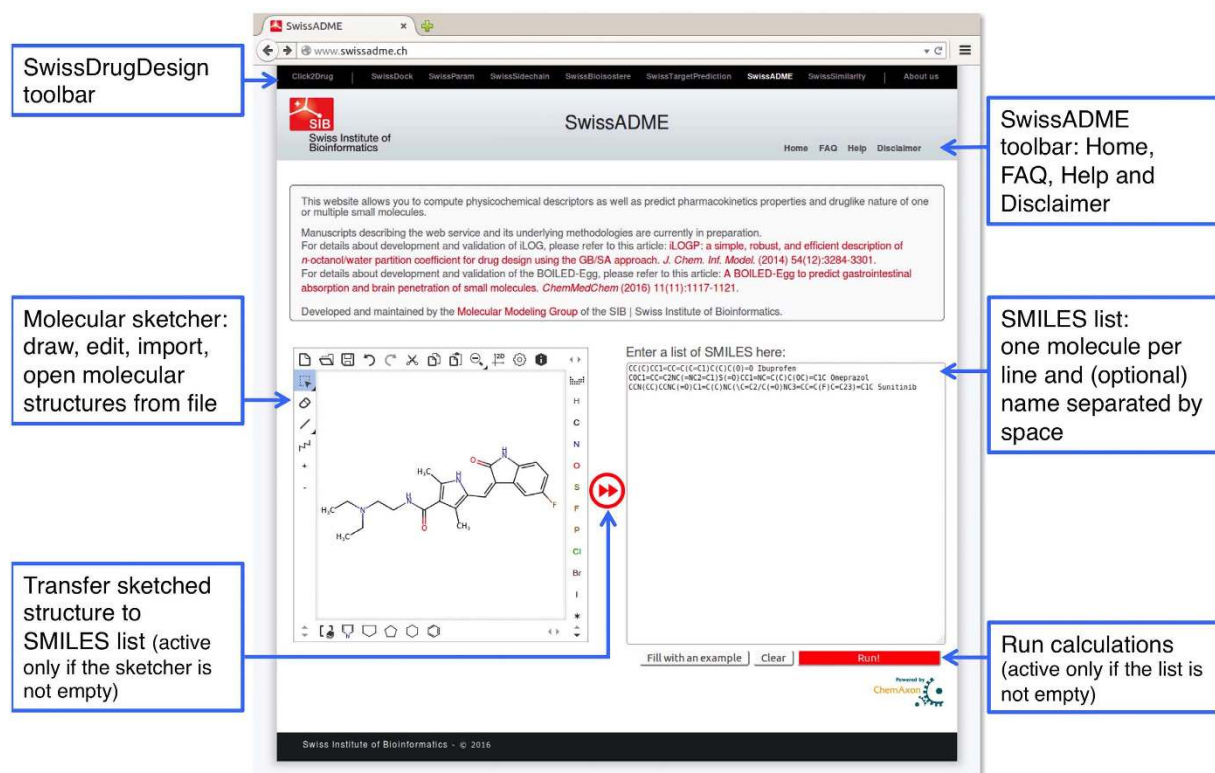 SwissADME
www.swissadme.ch
SwissDrugDesign
toolbar
Click2Drug | SwissDock SwissParam SwissSidechain SwissBioisostere SwissTargetPrediction SwissADME SwissSimilarity | About us
SIB
Swiss Institute of
Bioinformatics
SwissADME
Home FAQ Help Disclaimer
SwissADME
toolbar: Home,
FAQ, Help and
Disclaimer
This website allows you to compute physicochemical descriptors as well as predict pharmacokinetics properties and druglike nature of one
or multiple small molecules.
Manuscripts describing the web service and its underlying methodologies are currently in preparation.
For details about development and validation of iLOG, please refer to this article: iLOGP: a simple, robust, and efficient description of
n-octanol/water partition coefficient for drug design using the GB/SA approach. J. Chem. Inf. Model. (2014) 54(12):3284-3301.
For details about development and validation of the BOILED-Egg, please refer to this article: A BOILED-Egg to predict gastrointestinal
absorption and brain penetration of small molecules. ChemMedChem (2016) 11(11):1117-1121.
Developed and maintained by the Molecular Modeling Group of the SIB | Swiss Institute of Bioinformatics.
Molecular sketcher:
draw, edit, import,
open molecular
structures from file
2D
H
C
N
O
S
F
P
Cl
Br
I
*
O
H
N
H₃C
H
N
F
H
N
N
H₃C
O
CH₃
H₃C
Enter a list of SMILES here:
CC(C)CC1=CC=C(C=C1)C(C)C(O)=O Ibuprofen
COC1=CC=C2NC(=NC2=C1)S(=O)CC1=NC=C(C)C(OC)=C1C Omeprazol
CCN(CC)CCNC(=O)C1=C(C)NC(\C=C2/C(=O)NC3=CC=C(F)C=C23)=C1C Sunitinib
SMILES list:
one molecule per
line and (optional)
name separated by
space
Transfer sketched
structure to
SMILES list (active
only if the sketcher is
not empty)
Fill with an example Clear Run!
Run calculations
(active only if the list is
not empty)
Powered by
ChemAxon
Swiss Institute of Bioinformatics - © 2016